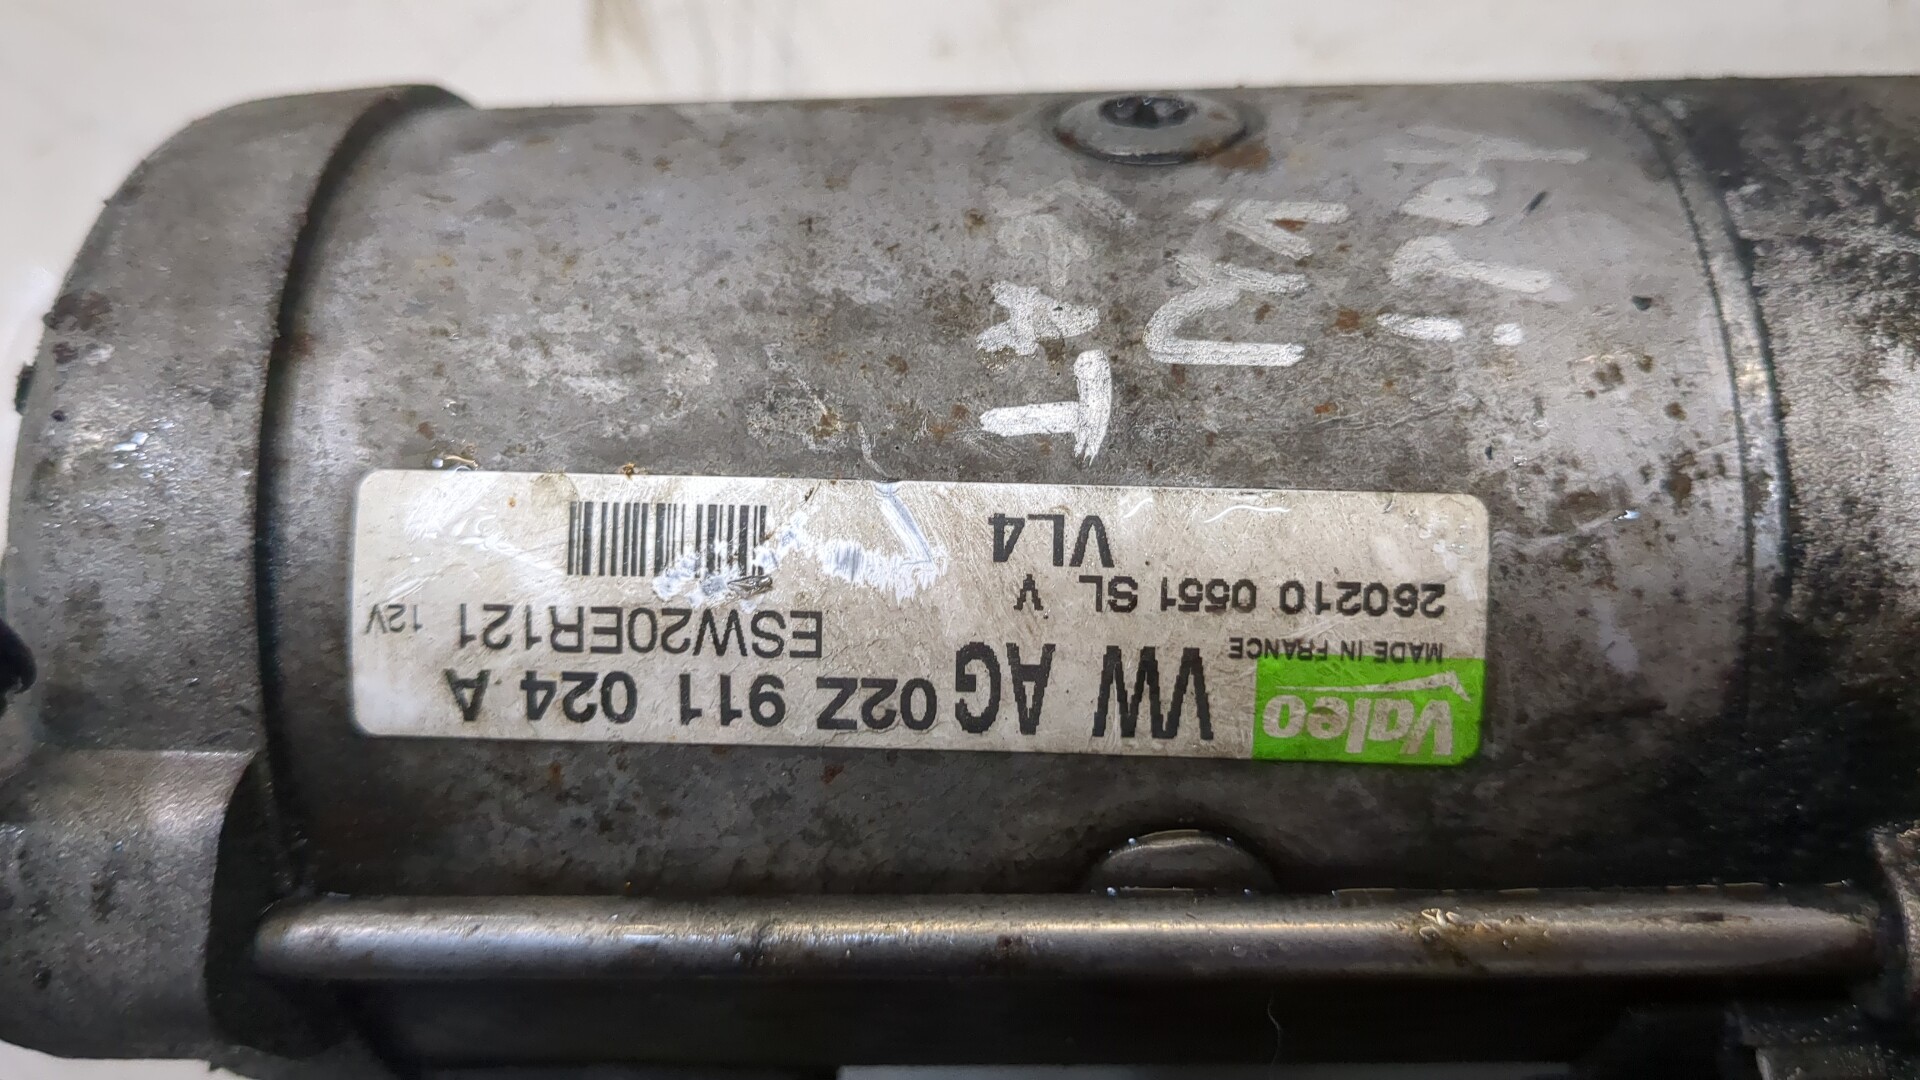 Valeo VW AG 02Z 911 024 A
MADE IN FRANCE ESW20ER121 12V
260210 0551 SL V
VL4